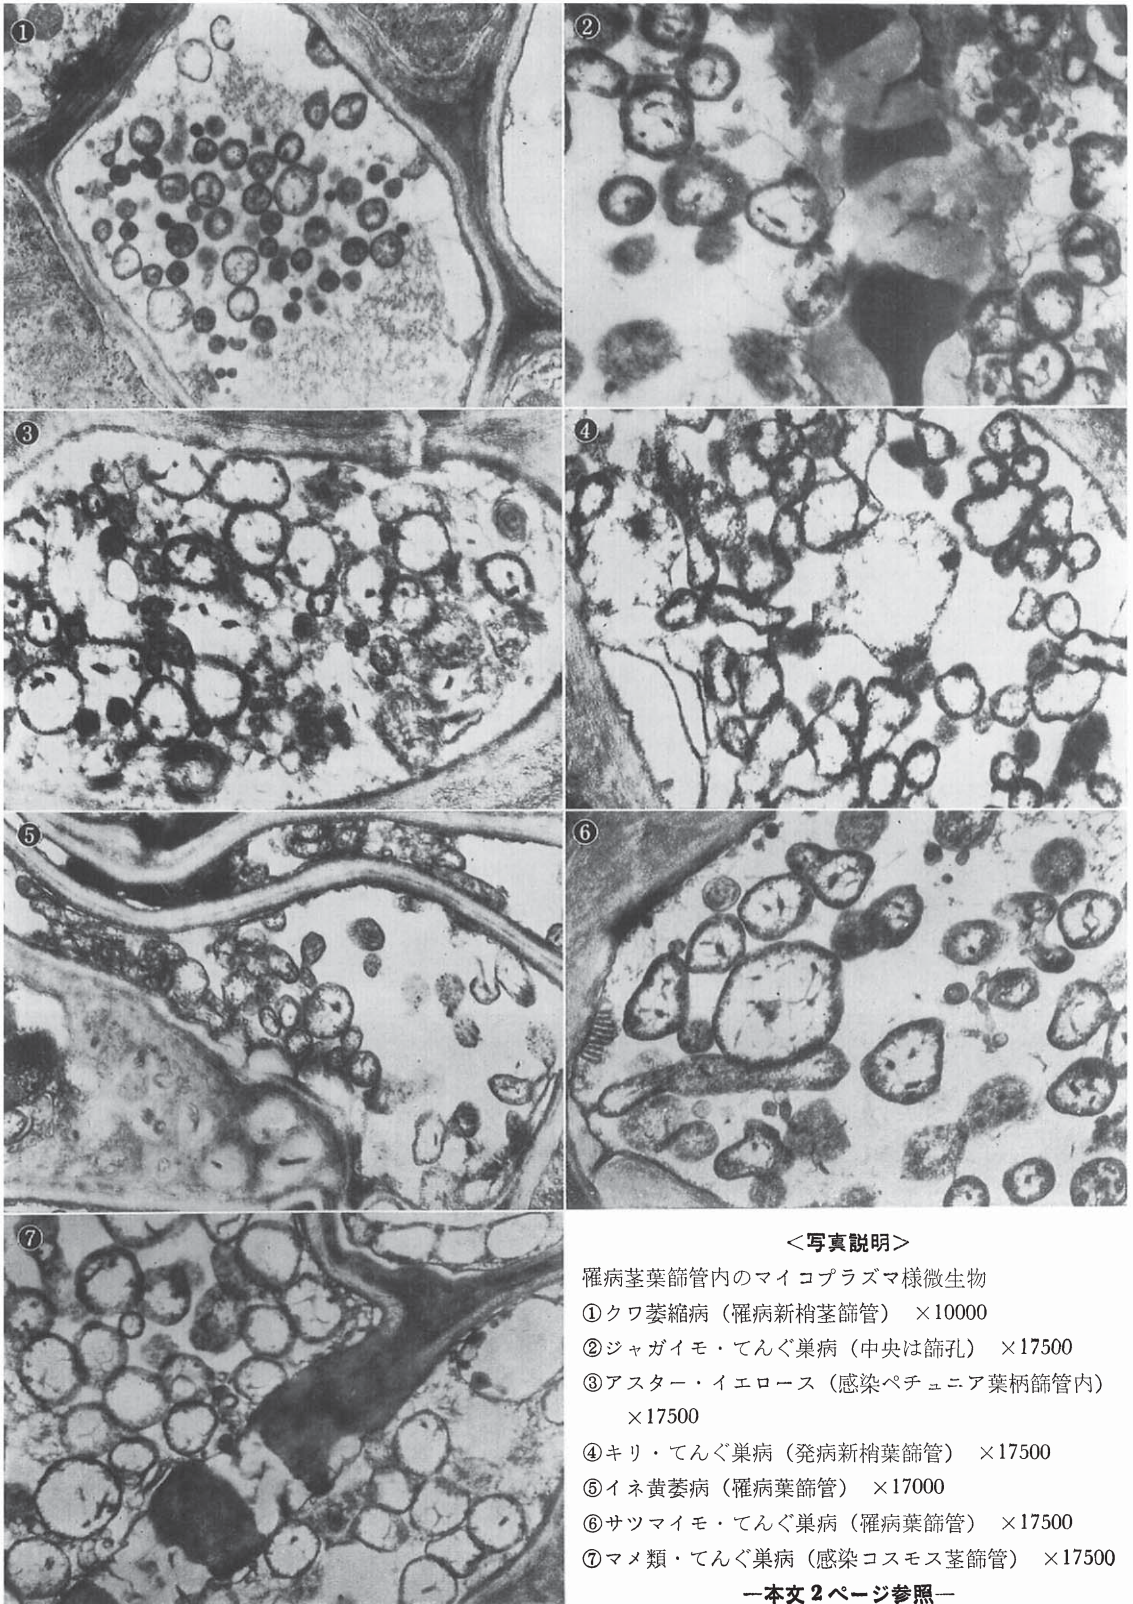 ①
②
③
④
⑤
⑥
⑦
＜写真説明＞
罹病茎葉篩管内のマイコプラズマ様微生物
①クワ萎縮病（罹病新梢茎篩管） ×10000
②ジャガイモ・てんぐ巣病（中央は篩孔） ×17500
③アスター・イエロース（感染ペチュニア葉柄篩管内）
×17500
④キリ・てんぐ巣病（発病新梢葉篩管） ×17500
⑤イネ黄萎病（罹病葉篩管） ×17000
⑥サツマイモ・てんぐ巣病（罹病葉篩管） ×17500
⑦マメ類・てんぐ巣病（感染コスモス茎篩管） ×17500
―本文2ページ参照―